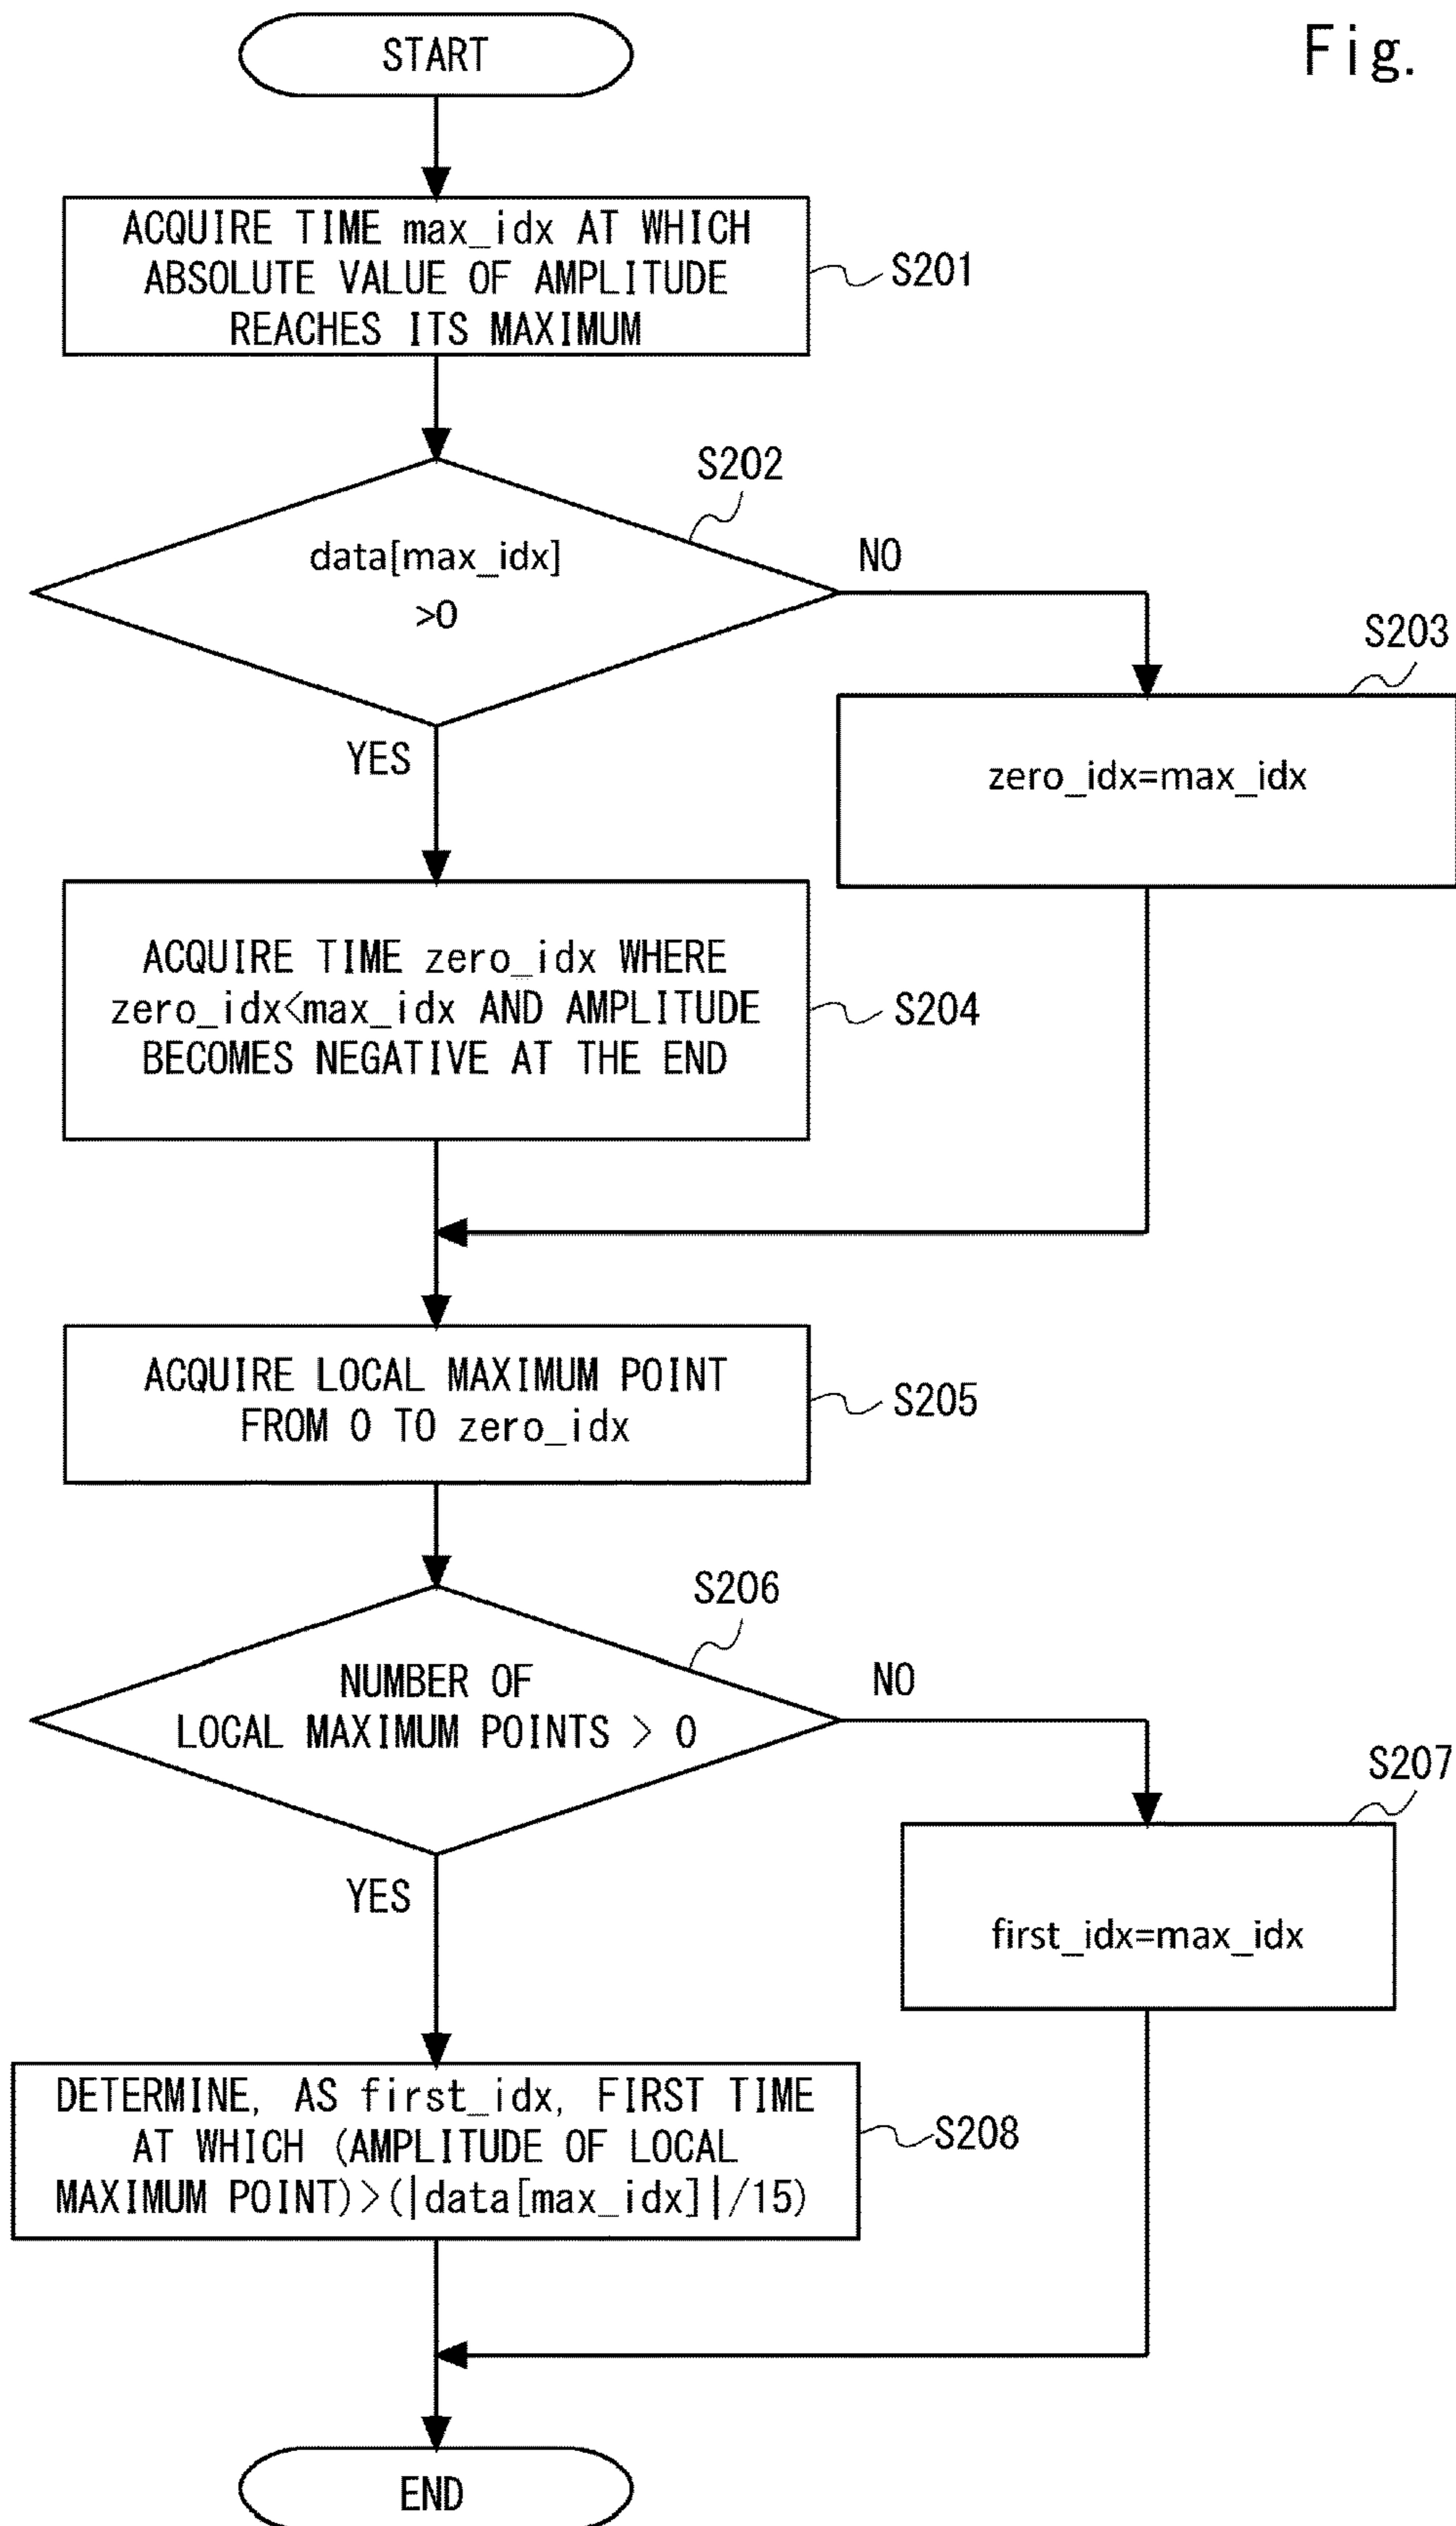 Fig.
START
ACQUIRE TIME max_idx AT WHICH
ABSOLUTE VALUE OF AMPLITUDE
REACHES ITS MAXIMUM
S201
S202
data[max_idx]
>0
NO
YES
S203
zero_idx=max_idx
ACQUIRE TIME zero_idx WHERE
zero_idx<max_idx AND AMPLITUDE
BECOMES NEGATIVE AT THE END
S204
ACQUIRE LOCAL MAXIMUM POINT
FROM 0 TO zero_idx
S205
S206
NUMBER OF
LOCAL MAXIMUM POINTS > 0
NO
YES
S207
first_idx=max_idx
DETERMINE, AS first_idx, FIRST TIME
AT WHICH (AMPLITUDE OF LOCAL
MAXIMUM POINT)>(|data[max_idx]|/15)
S208
END